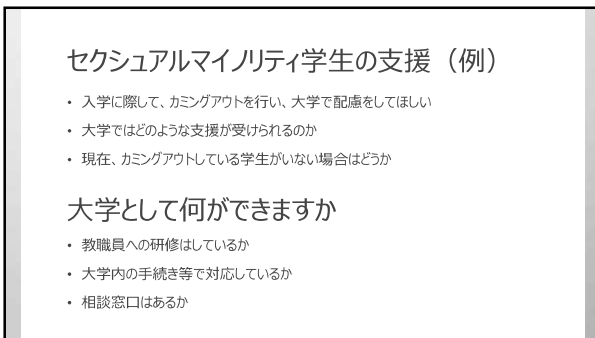 セクシュアルマイノリティ学生の支援（例）
• 入学に際して、カミングアウトを行い、大学で配慮をしてほしい
• 大学ではどのような支援が受けられるのか
• 現在、カミングアウトしている学生がいない場合はどうか
大学として何ができますか
• 教職員への研修はしているか
• 大学内の手続き等で対応しているか
• 相談窓口はあるか